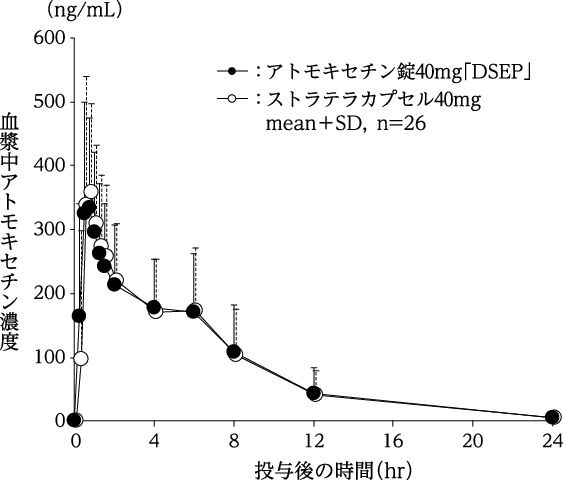 (ng/mL)
600
500
400
300
200
100
0
血漿中アトモキセチン濃度
：アトモキセチン錠40mg「DSEP」
：ストラテラカプセル40mg
mean＋SD, n=26
0 4 8 12 16 20 24
投与後の時間(hr)